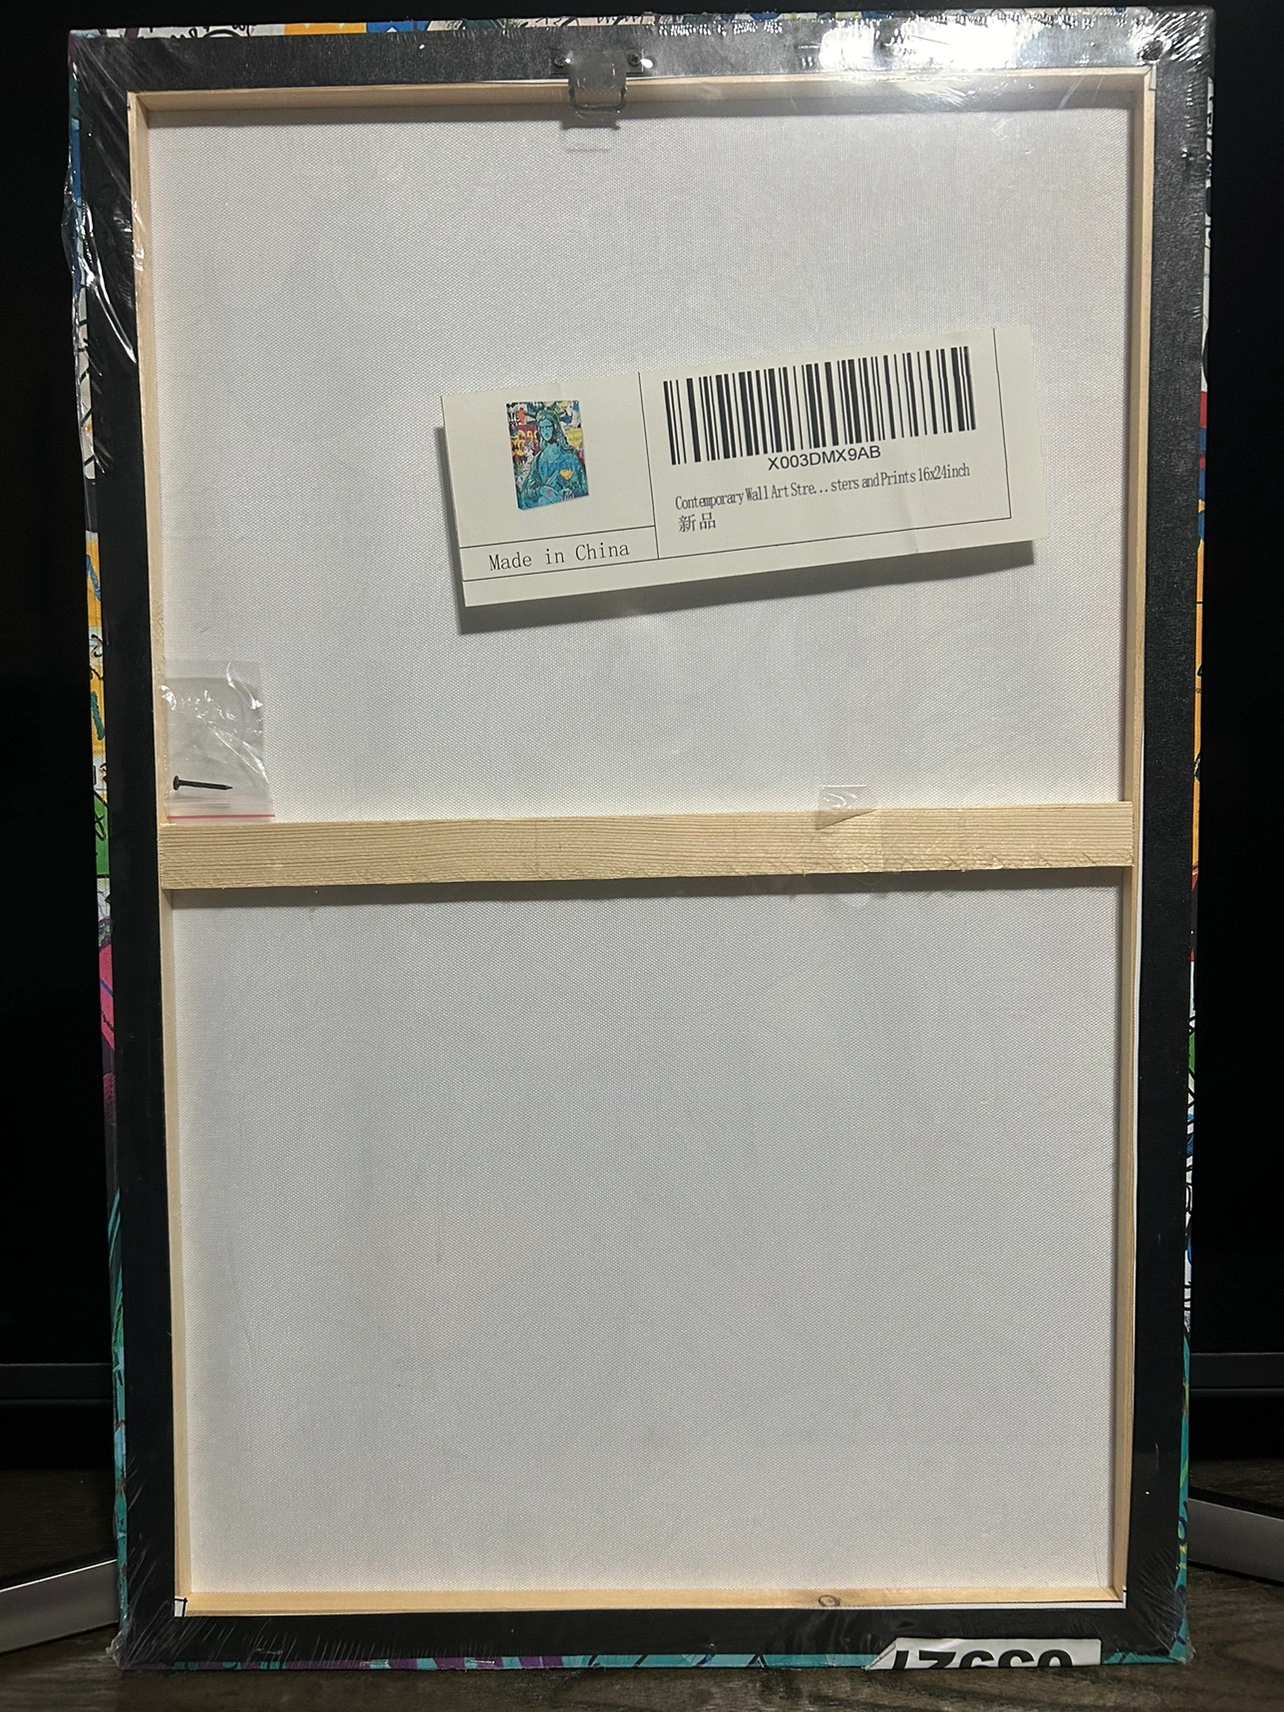 X003DMX9AB
Contemporary Wall Art Stre... sters and Prints 16x24inch
新品
Made in China